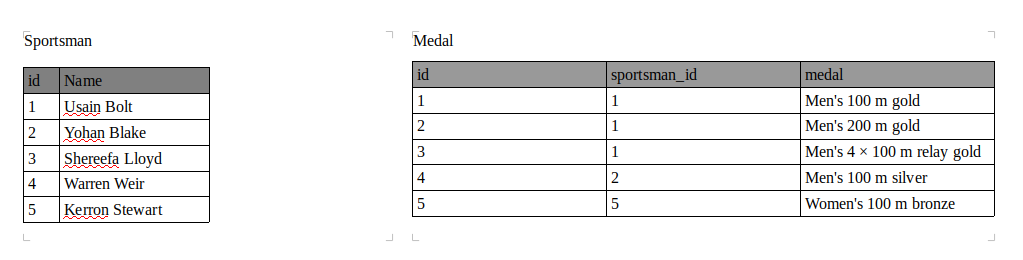 Sportsman
id Name
1 Usain Bolt
2 Yohan Blake
3 Shereefa Lloyd
4 Warren Weir
5 Kerron Stewart
Medal
id sportsman_id medal
1 1 Men's 100 m gold
2 1 Men's 200 m gold
3 1 Men's 4 × 100 m relay gold
4 2 Men's 100 m silver
5 5 Women's 100 m bronze